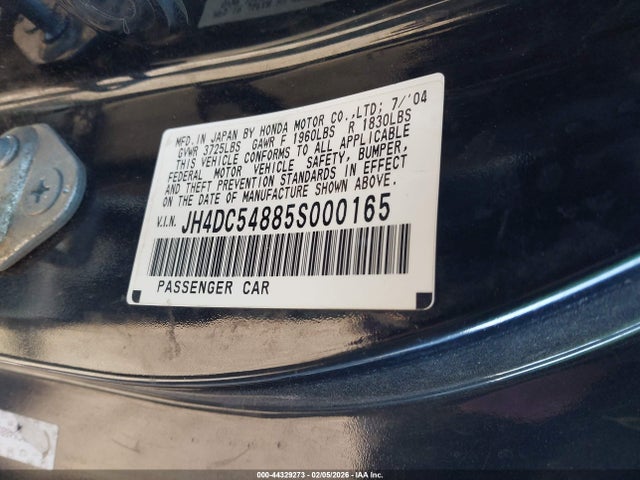 MFD. IN JAPAN BY HONDA MOTOR CO.,LTD; 7/'04
GVWR 3725LBS GAWR F 1960LBS R 1830LBS
THIS VEHICLE CONFORMS TO ALL APPLICABLE
FEDERAL MOTOR VEHICLE SAFETY, BUMPER,
AND THEFT PREVENTION STANDARDS IN EFFECT
ON THE DATE OF MANUFACTURE SHOWN ABOVE.
V.I.N. JH4DC54885S000165
PASSENGER CAR
000-44329273 - 02/05/2026 - IAAHC